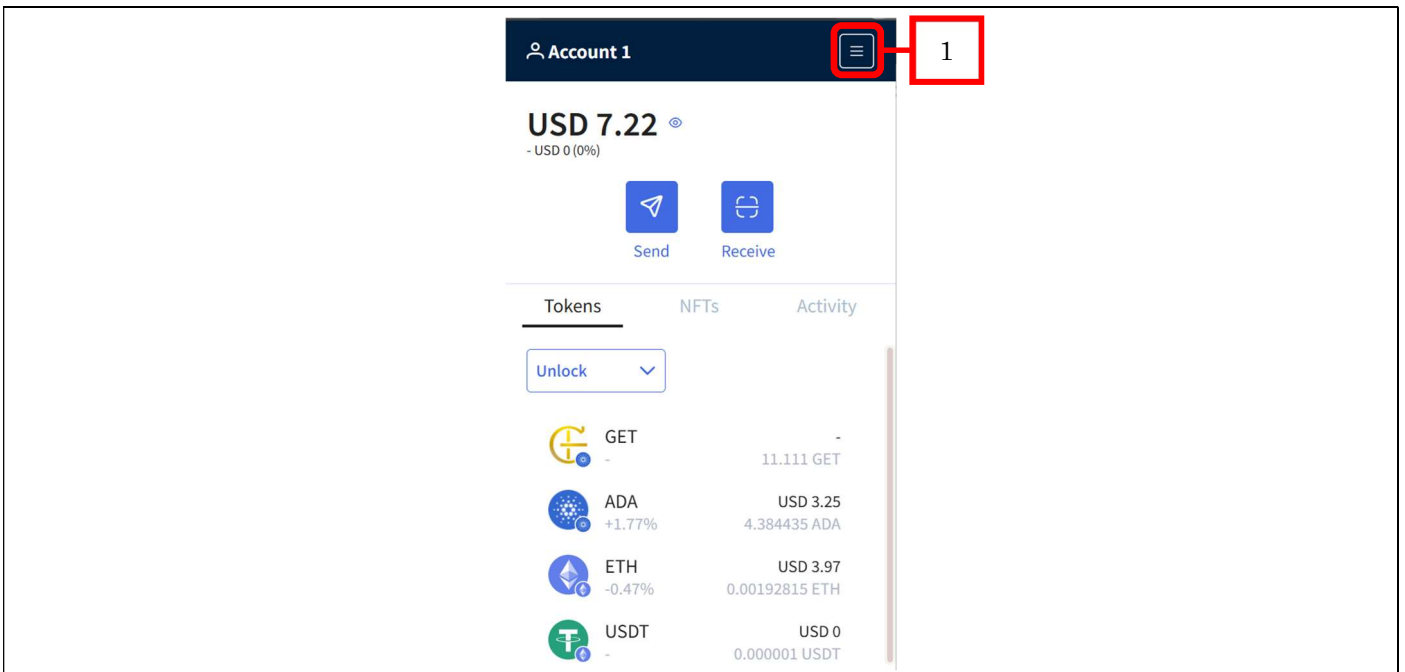 Account 1
1
USD 7.22
- USD 0 (0%)
Send Receive
Tokens NFTs Activity
Unlock
GET -
- 11.111 GET
ADA USD 3.25
+1.77% 4.384435 ADA
ETH USD 3.97
-0.47% 0.00192815 ETH
USDT USD 0
- 0.000001 USDT